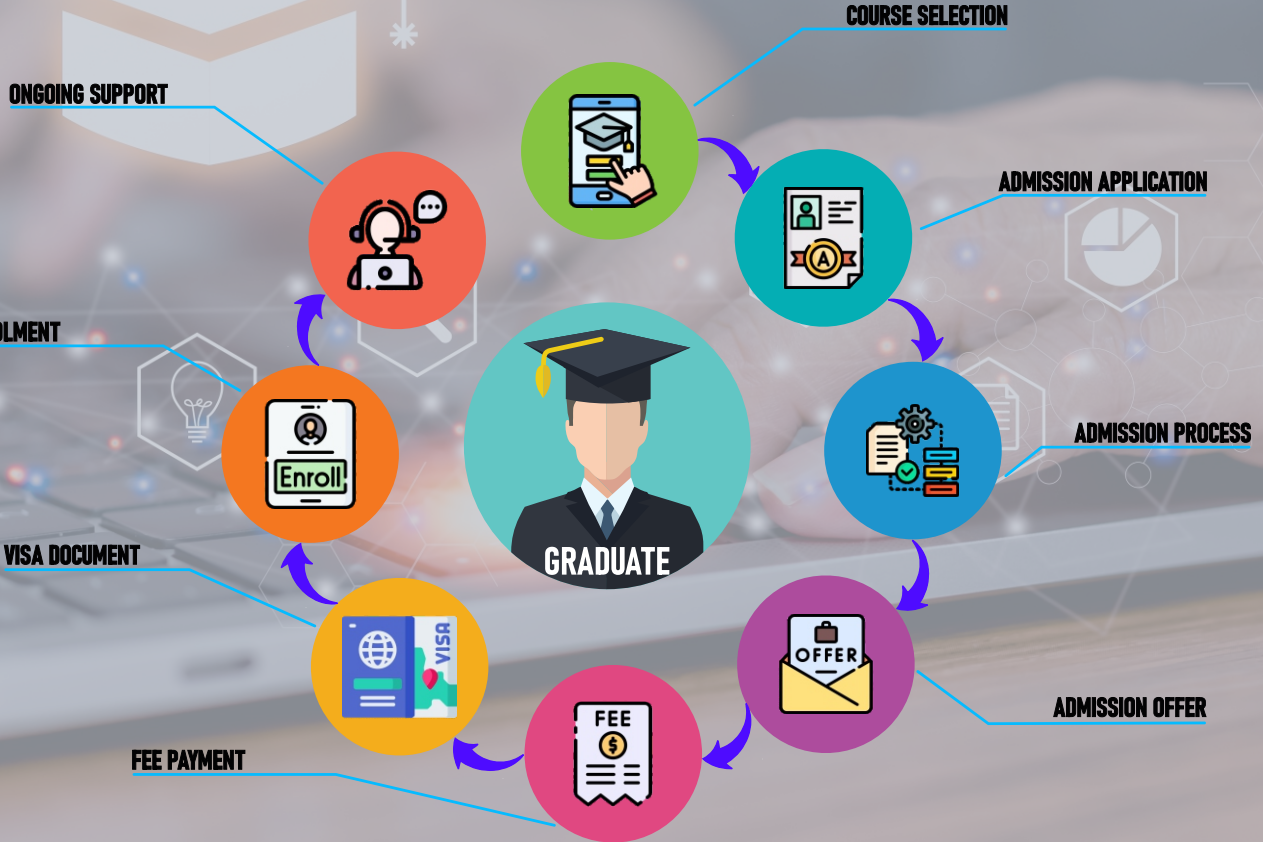 COURSE SELECTION
ADMISSION APPLICATION
A
ADMISSION PROCESS
OFFER
ADMISSION OFFER
FEE
$
FEE PAYMENT
VISA
VISA DOCUMENT
Enroll
ONGOING SUPPORT
GRADUATE